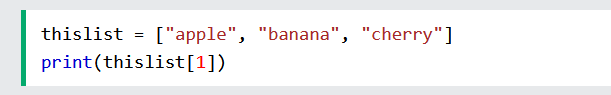 thislist = ["apple", "banana", "cherry"]
print(thislist[1])